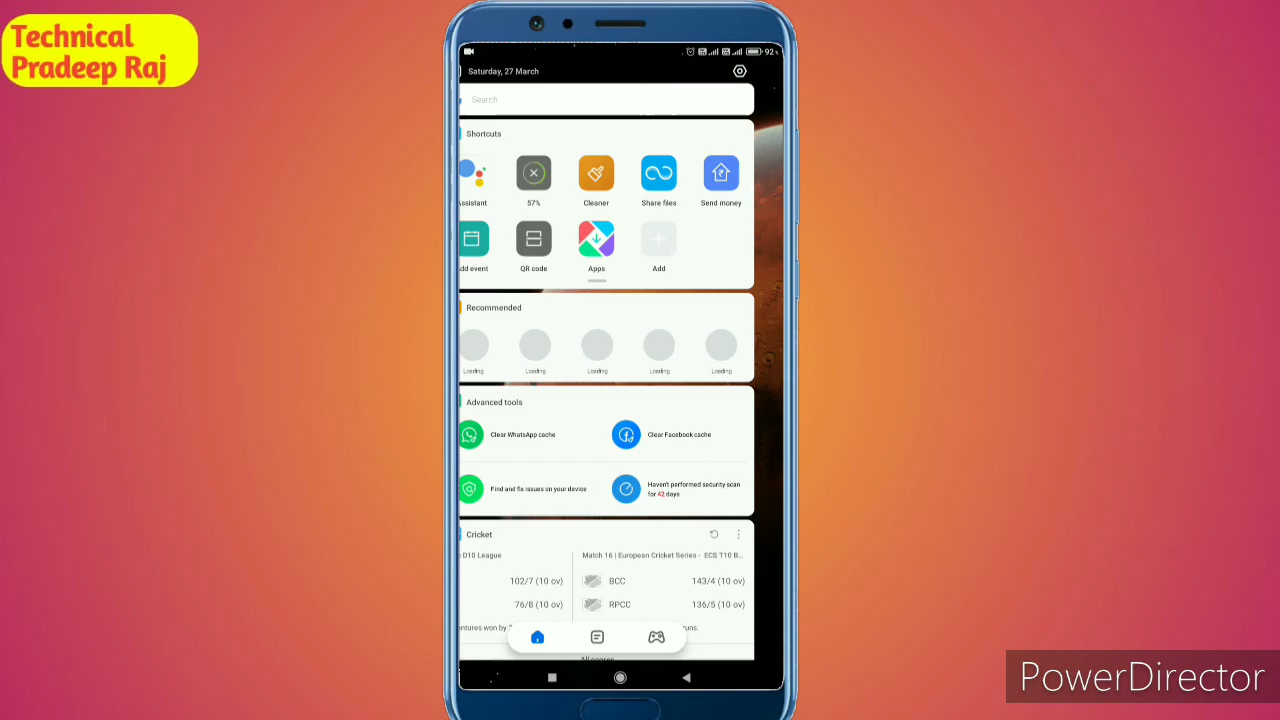 Technical
Pradeep Raj
92
Saturday, 27 March
Search
Shortcuts
Assistant
57%
Cleaner
Share files
Send money
dd event
QR code
Apps
Add
Recommended
Loading
Loading
Loading
Loading
Loading
Advanced tools
Clear WhatsApp cache
Clear Facebook cache
Find and fix issues on your device
Haven't performed security scan
for 42 days
Cricket
D10 League
Match 16 | European Cricket Series - ECS T10 B...
102/7 (10 ov)
BCC
143/4 (10 ov)
76/8 (10 ov)
RPCC
136/5 (10 ov)
entures won by
runs.
PowerDirector